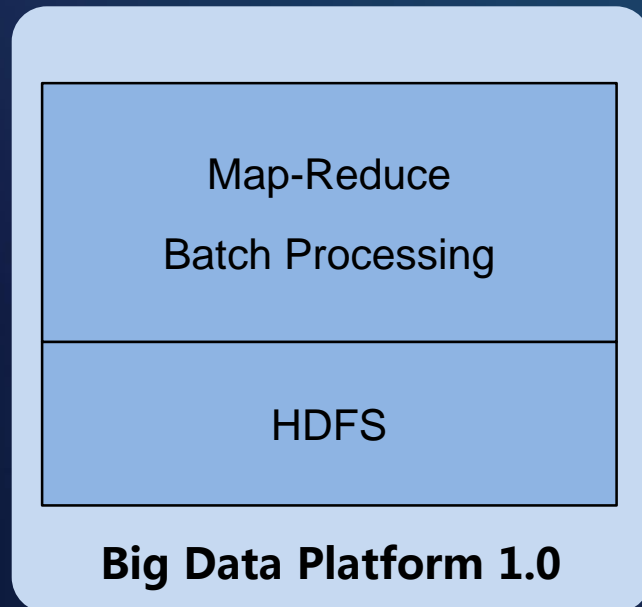 Map-Reduce
Batch Processing
HDFS
Big Data Platform 1.0